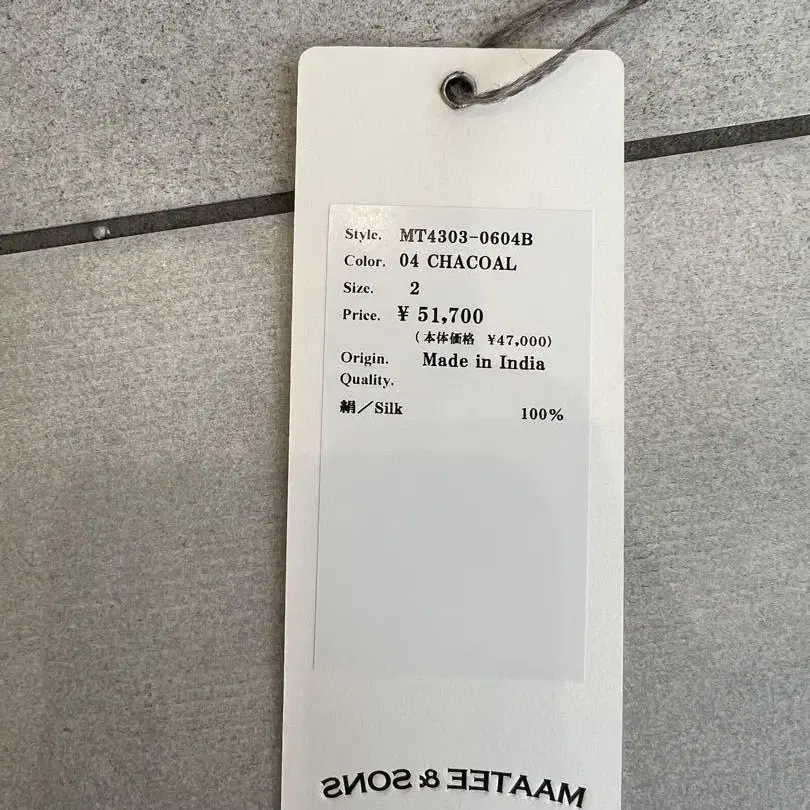 Style. MT4303-0604B
Color. 04 CHACOAL
Size. 2
Price. ¥ 51,700
(本体価格 ¥47,000)
Origin. Made in India
Quality.
絹／Silk 100%
MAATEE & SONS